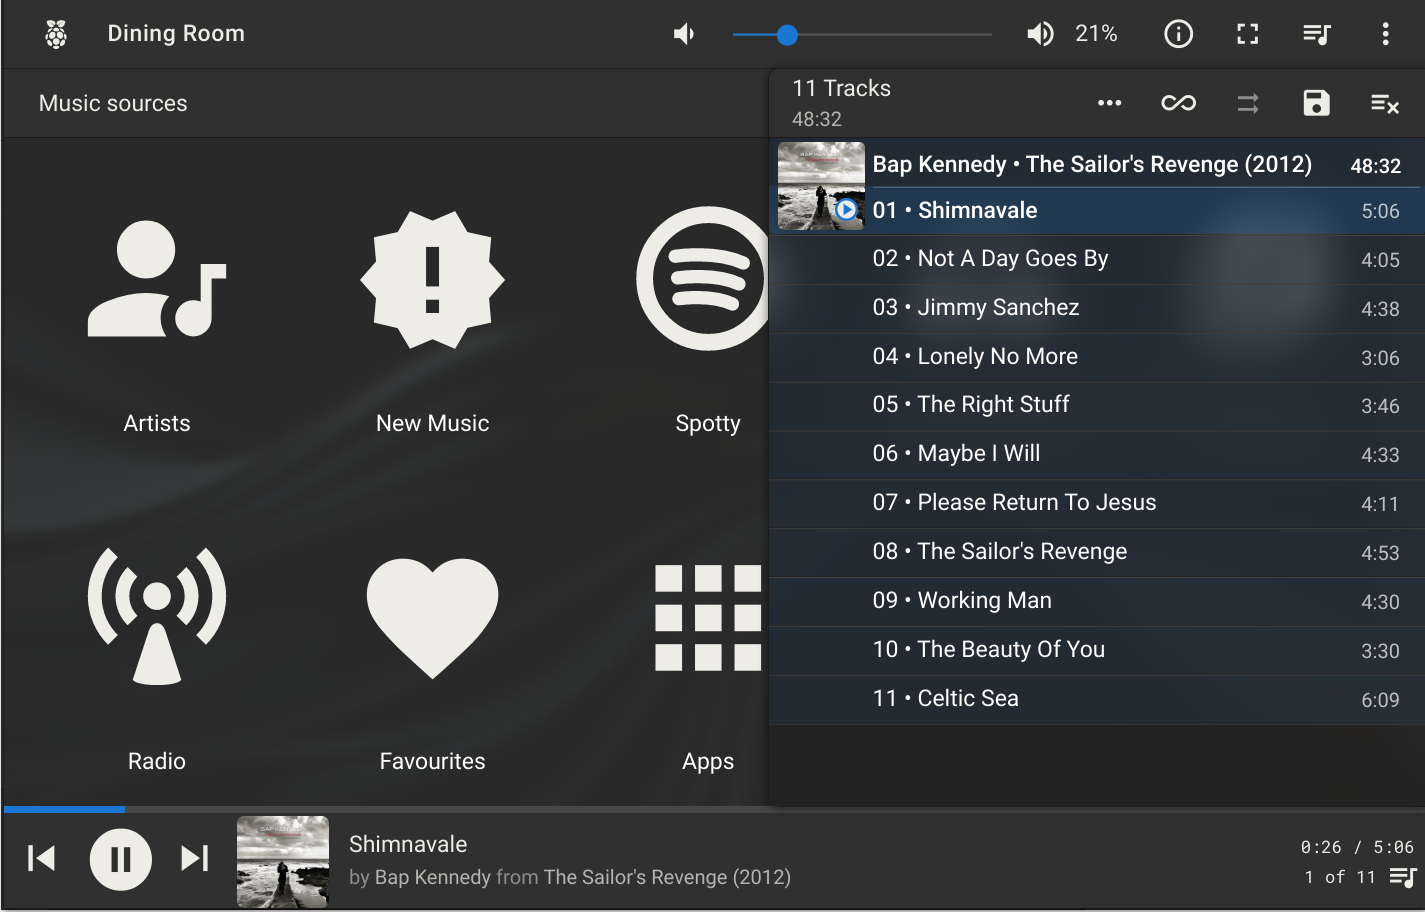 Dining Room
21%
Music sources
11 Tracks
48:32
Bap Kennedy • The Sailor's Revenge (2012) 48:32
01 • Shimnavale 5:06
02 • Not A Day Goes By 4:05
03 • Jimmy Sanchez 4:38
04 • Lonely No More 3:06
05 • The Right Stuff 3:46
06 • Maybe I Will 4:33
07 • Please Return To Jesus 4:11
08 • The Sailor's Revenge 4:53
09 • Working Man 4:30
10 • The Beauty Of You 3:30
11 • Celtic Sea 6:09
Artists New Music Spotty
Radio Favourites Apps
Shimnavale
by Bap Kennedy from The Sailor's Revenge (2012)
0:26 / 5:06
1 of 11